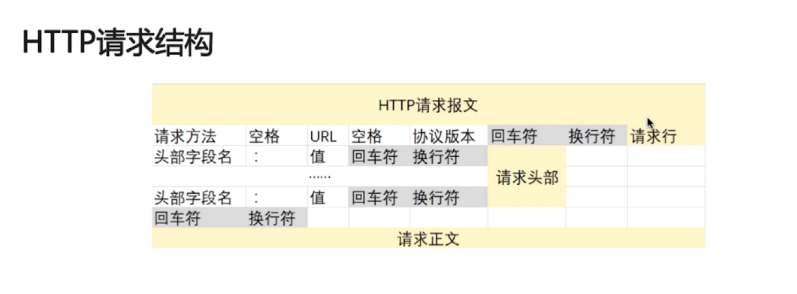 HTTP请求结构
HTTP请求报文
请求方法 空格 URL 空格 协议版本 回车符 换行符 请求行
头部字段名 : 值 回车符 换行符
...... 请求头部
头部字段名 : 值 回车符 换行符
回车符 换行符
请求正文